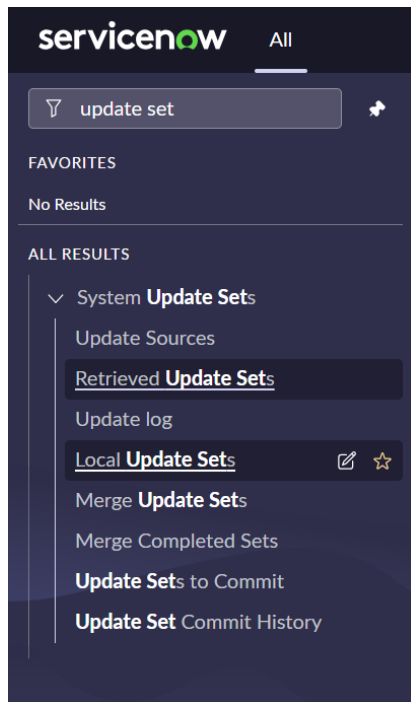 servicenow All
update set
FAVORITES
No Results
ALL RESULTS
System Update Sets
Update Sources
Retrieved Update Sets
Update log
Local Update Sets
Merge Update Sets
Merge Completed Sets
Update Sets to Commit
Update Set Commit History